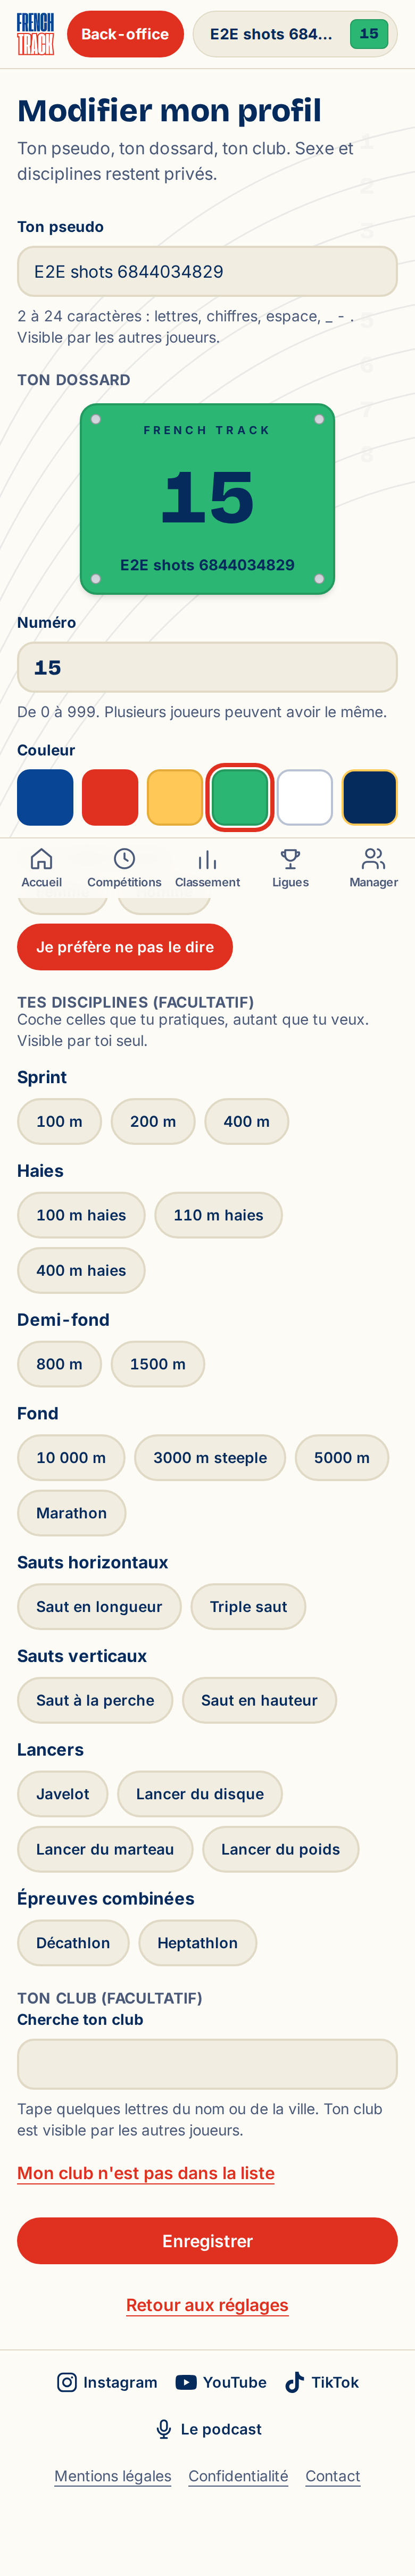 FRENCH
TRACK
Back-office
E2E shots 684...
15
Modifier mon profil
Ton pseudo, ton dossard, ton club. Sexe et
disciplines restent privés.
1
2
3
5
6
7
8
Ton pseudo
E2E shots 6844034829
2 à 24 caractères : lettres, chiffres, espace, _ - .
Visible par les autres joueurs.
TON DOSSARD
FRENCH TRACK
15
E2E shots 6844034829
Numéro
15
De 0 à 999. Plusieurs joueurs peuvent avoir le même.
Couleur
Accueil
Compétitions
Classement
Ligues
Manager
Je préfère ne pas le dire
TES DISCIPLINES (FACULTATIF)
Coche celles que tu pratiques, autant que tu veux.
Visible par toi seul.
Sprint
100 m
200 m
400 m
Haies
100 m haies
110 m haies
400 m haies
Demi-fond
800 m
1500 m
Fond
10 000 m
3000 m steeple
5000 m
Marathon
Sauts horizontaux
Saut en longueur
Triple saut
Sauts verticaux
Saut à la perche
Saut en hauteur
Lancers
Javelot
Lancer du disque
Lancer du marteau
Lancer du poids
Épreuves combinées
Décathlon
Heptathlon
TON CLUB (FACULTATIF)
Cherche ton club
Tape quelques lettres du nom ou de la ville. Ton club
est visible par les autres joueurs.
Mon club n'est pas dans la liste
Enregistrer
Retour aux réglages
Instagram
YouTube
TikTok
Le podcast
Mentions légales
Confidentialité
Contact